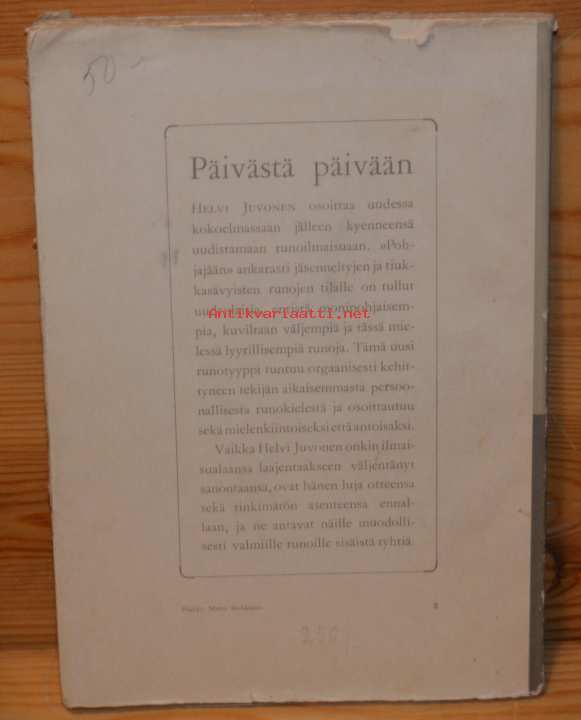 50-
Päivästä päivään
HELVI JUVONEN osoittaa uudessa
kokoelmassaan jälleen kyenneensä
uudistamaan runoilmaisuaan. »Poh-
jajään» ankarasti jäsenneltyjen ja tiuk-
kasävyisten runojen tilalle on tullut
entistä monipohjaisem-
Antikvariaatti.net
pia, kuviltaan väljempiä ja tässä mie-
lessä lyyrillisempiä runoja. Tämä uusi
runotyyppi tuntuu orgaanisesti kehit-
tyneen tekijän aikaisemmasta persoo-
nallisesta runokielestä ja osoittautuu
sekä mielenkiintoiseksi että antoisaksi.
Vaikka Helvi Juvonen onkin ilmai-
sualaansa laajentaakseen väljentänyt
sanontaansa, ovat hänen luja otteensa
sekä tinkimätön asenteensa ennal-
laan, ja ne antavat näille muodolli-
sesti valmiille runoille sisäistä ryhtiä.